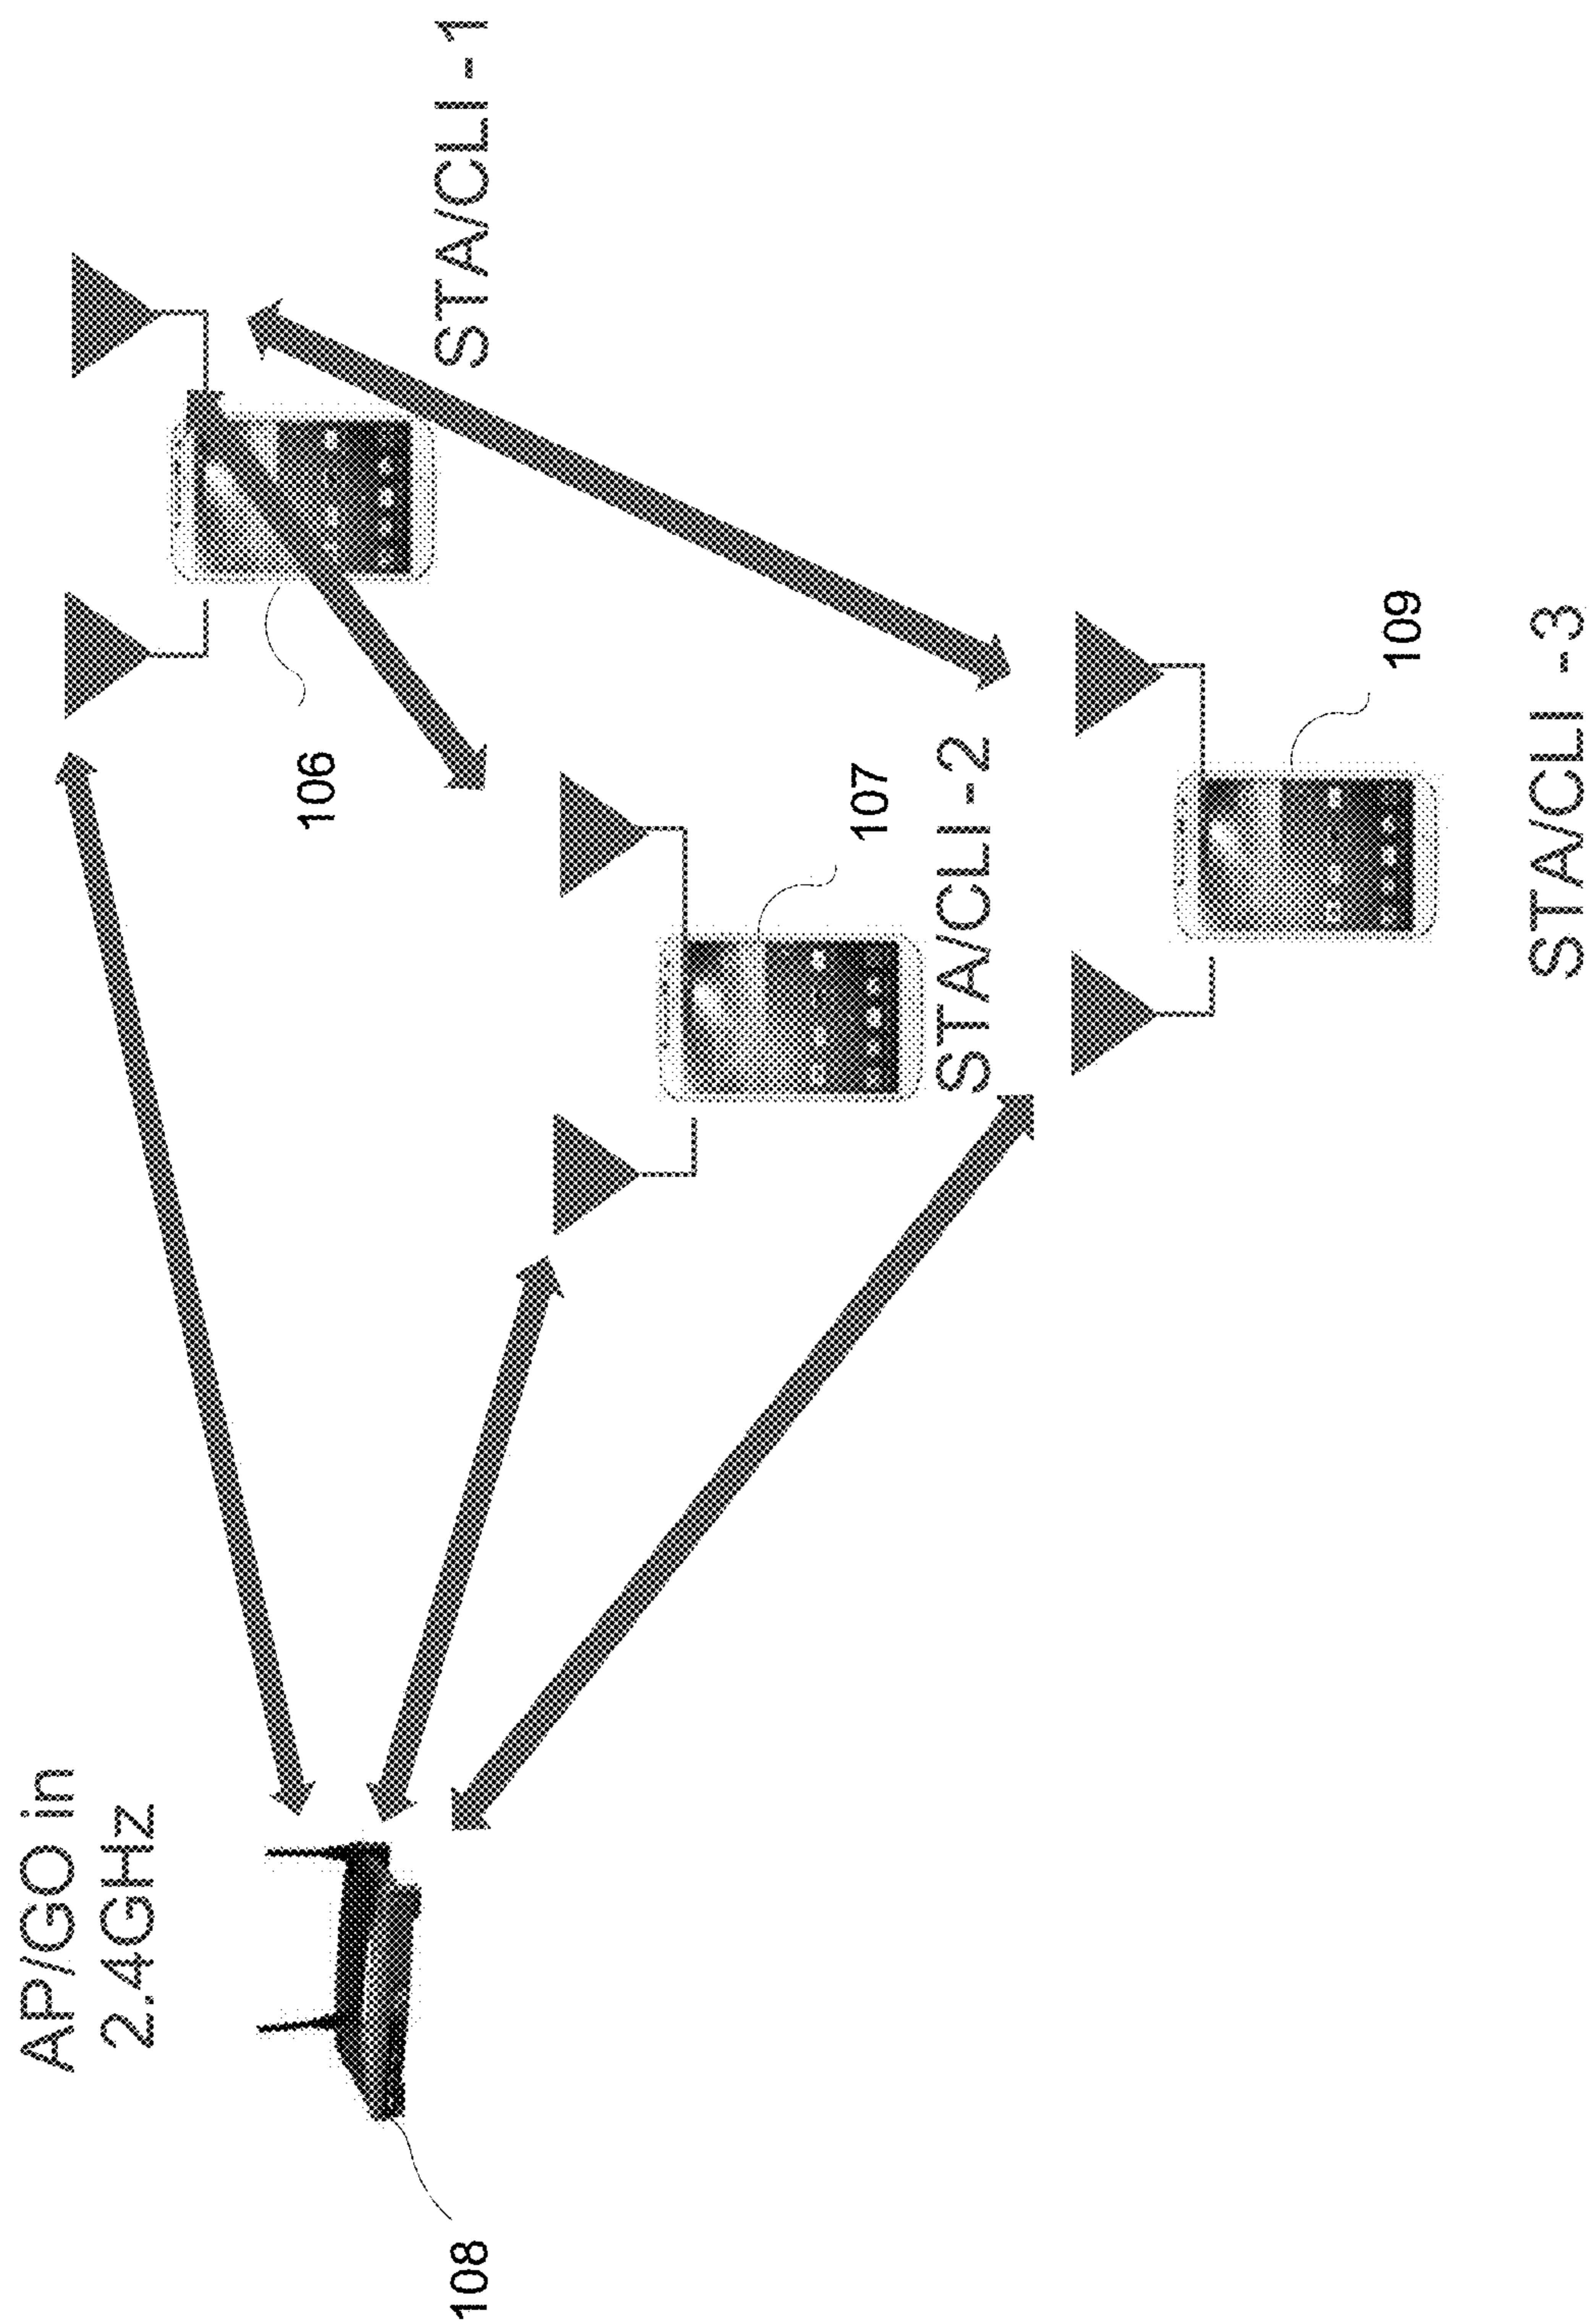 AP/GO in
2.4GHz
108
106
STA/CLI -1
107
STA/CLI -2
109
STA/CLI -3